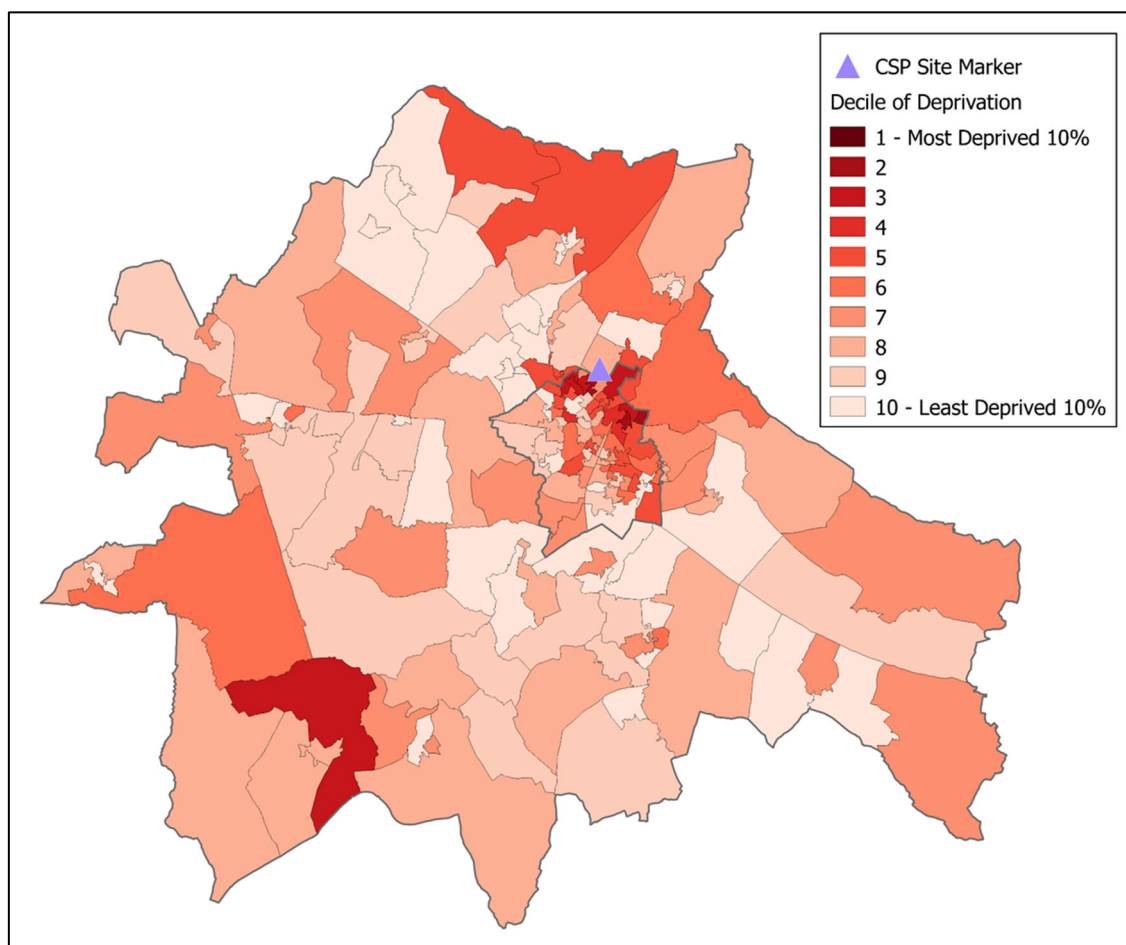 CSP Site Marker
Decile of Deprivation
1 - Most Deprived 10%
2
3
4
5
6
7
8
9
10 - Least Deprived 10%